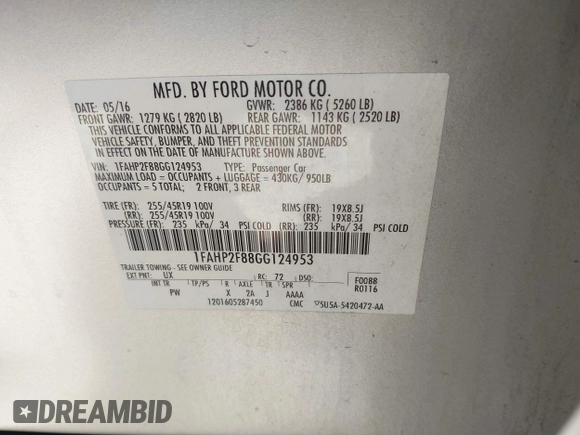 MFD. BY FORD MOTOR CO.
DATE: 05/16 GVWR: 2386 KG ( 5260 LB)
FRONT GAWR: 1279 KG ( 2820 LB) REAR GAWR: 1143 KG ( 2520 LB)
THIS VEHICLE CONFORMS TO ALL APPLICABLE FEDERAL MOTOR
VEHICLE SAFETY, BUMPER, AND THEFT PREVENTION STANDARDS
IN EFFECT ON THE DATE OF MANUFACTURE SHOWN ABOVE.
VIN: 1FAHP2F88GG124953 TYPE: Passenger Car
MAXIMUM LOAD = OCCUPANTS + LUGGAGE = 430KG/ 950LB
OCCUPANTS = 5 TOTAL: 2 FRONT, 3 REAR
TIRE (FR): 255/45R19 100V RIMS (FR): 19X8.5J
(RR): 255/45R19 100V (RR): 19X8.5J
PRESSURE (FR): 235 kPa/ 34 PSI COLD (RR): 235 kPa/ 34 PSI COLD
1FAHP2F88GG124953
TRAILER TOWING - SEE OWNER GUIDE
EXT PNT: UX RC: 72 DSO: F0088
INT TR TP/PS R AXLE TR SPR R0116
PW X 2A J AAAA
1201605287450 CMC 5U5A-5420472-AA
DREAMBID